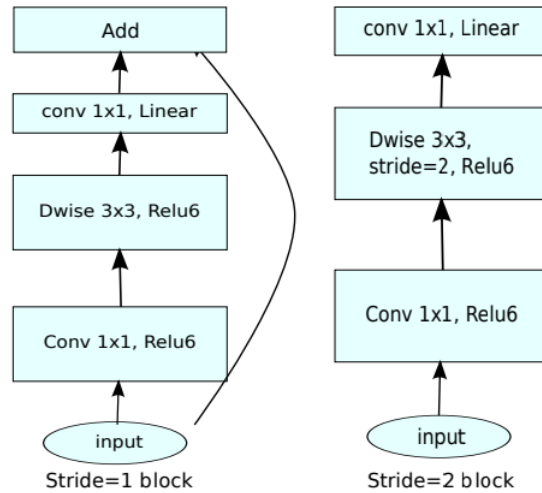 Add
conv 1x1, Linear
Dwise 3x3, Relu6
Conv 1x1, Relu6
input
Stride=1 block
conv 1x1, Linear
Dwise 3x3,
stride=2, Relu6
Conv 1x1, Relu6
input
Stride=2 block